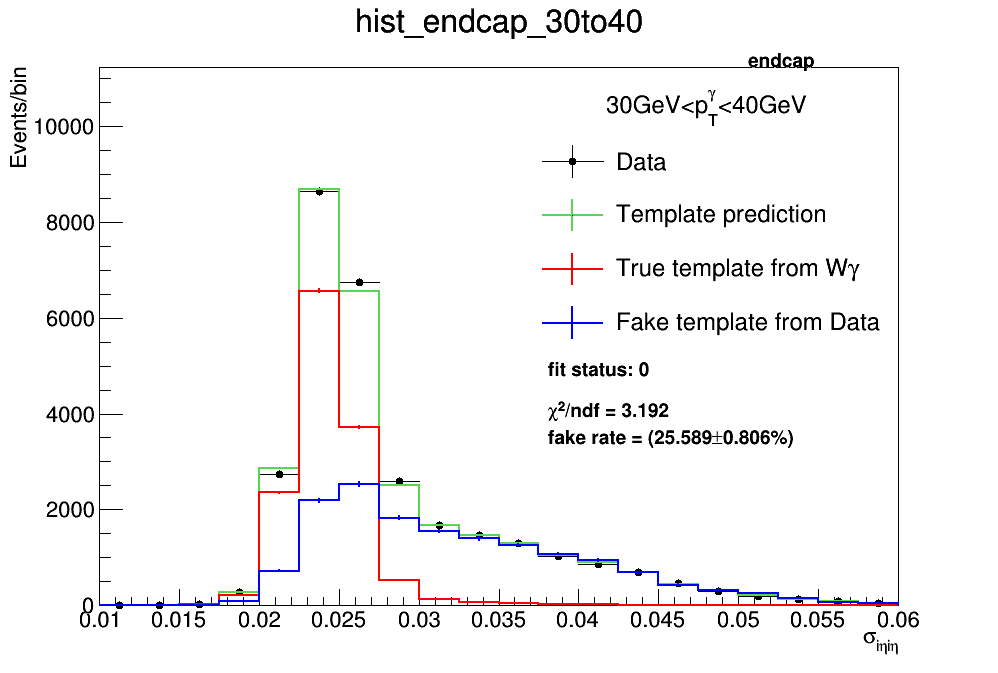 hist_endcap_30to40
endcap
Events/bin
30GeV<p_T^γ<40GeV
Data
Template prediction
True template from Wγ
Fake template from Data
fit status: 0
χ²/ndf = 3.192
fake rate = (25.589±0.806%)
10000
8000
6000
4000
2000
0
0.01 0.015 0.02 0.025 0.03 0.035 0.04 0.045 0.05 0.055 0.06
σ_iηiη